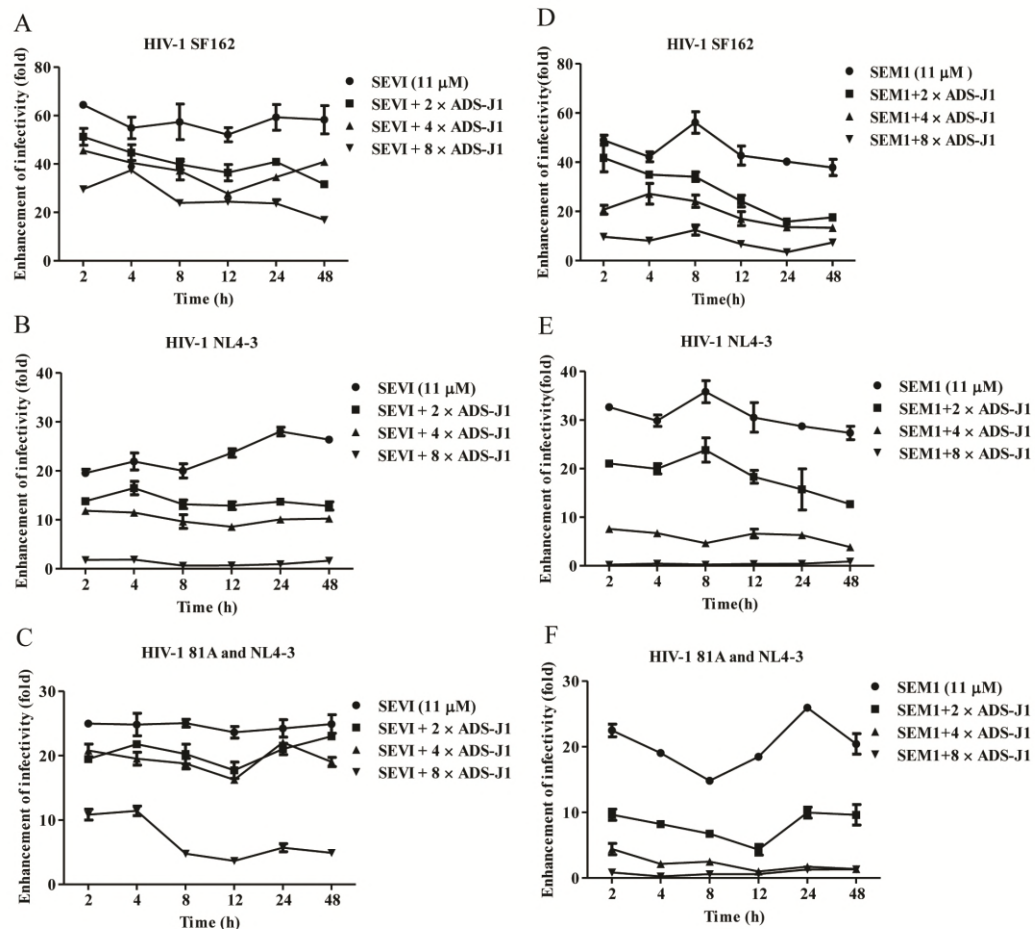 A
HIV-1 SF162
Enhancement of infectivity(fold)
80
60
40
20
0
2 4 8 12 24 48
Time (h)
SEVI (11 μM)
SEVI + 2 × ADS-J1
SEVI + 4 × ADS-J1
SEVI + 8 × ADS-J1
D
HIV-1 SF162
Enhancement of infectivity(fold)
80
60
40
20
0
2 4 8 12 24 48
Time(h)
SEM1 (11 μM )
SEM1+2 × ADS-J1
SEM1+4 × ADS-J1
SEM1+8 × ADS-J1
B
HIV-1 NL4-3
Enhancement of infectivity(fold)
40
30
20
10
0
2 4 8 12 24 48
Time (h)
SEVI (11 μM)
SEVI + 2 × ADS-J1
SEVI + 4 × ADS-J1
SEVI + 8 × ADS-J1
E
HIV-1 NL4-3
Enhancement of infectivity(fold)
40
30
20
10
0
2 4 8 12 24 48
Time(h)
SEM1 (11 μM)
SEM1+2 × ADS-J1
SEM1+4 × ADS-J1
SEM1+8 × ADS-J1
C
HIV-1 81A and NL4-3
Enhancement of infectivity (fold)
30
20
10
0
2 4 8 12 24 48
Time (h)
SEVI (11 μM)
SEVI + 2 × ADS-J1
SEVI + 4 × ADS-J1
SEVI + 8 × ADS-J1
F
HIV-1 81A and NL4-3
Enhancement of infectivity (fold)
30
20
10
0
2 4 8 12 24 48
Time (h)
SEM1 (11 μM)
SEM1+2 × ADS-J1
SEM1+4 × ADS-J1
SEM1+8 × ADS-J1